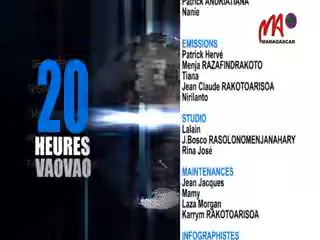 Patrick ANDRIATIANA
Nanie
MA
MADAGASCAR
EMISSIONS
Patrick Hervé
Menja RAZAFINDRAKOTO
Tiana
Jean Claude RAKOTOARISOA
Nirilanto
20
HEURES
VAOVAO
STUDIO
Lalain
J.Bosco RASOLONOMENJANAHARY
Rina José
MAINTENANCES
Jean Jacques
Mamy
Laza Morgan
Karrym RAKOTOARISOA
INFOGRAPHISTES